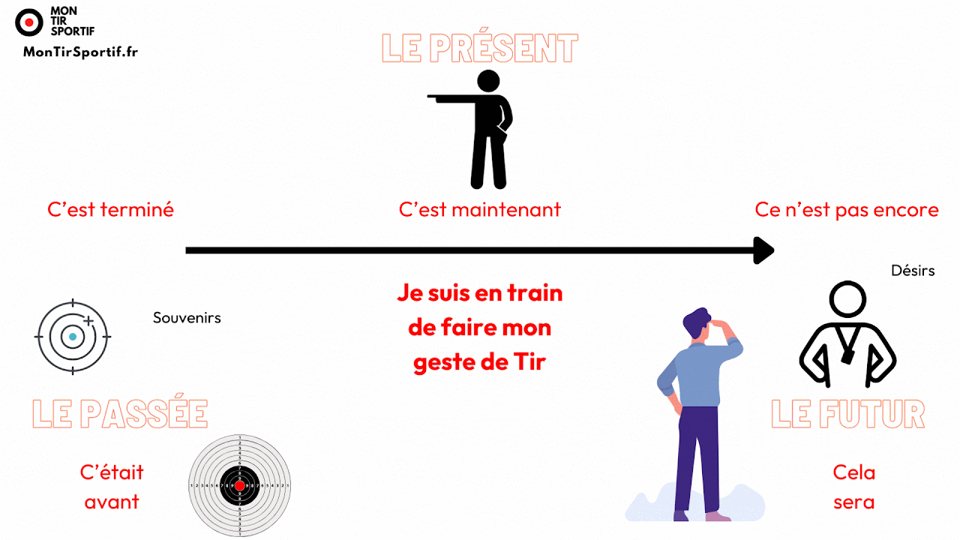 MON
TIR
SPORTIF
MonTirSportif.fr
LE PRÉSENT
C’est terminé
C’est maintenant
Ce n’est pas encore
Désirs
Je suis en train
de faire mon
geste de Tir
Souvenirs
LE PASSÉE
LE FUTUR
C’était
avant
Cela
sera